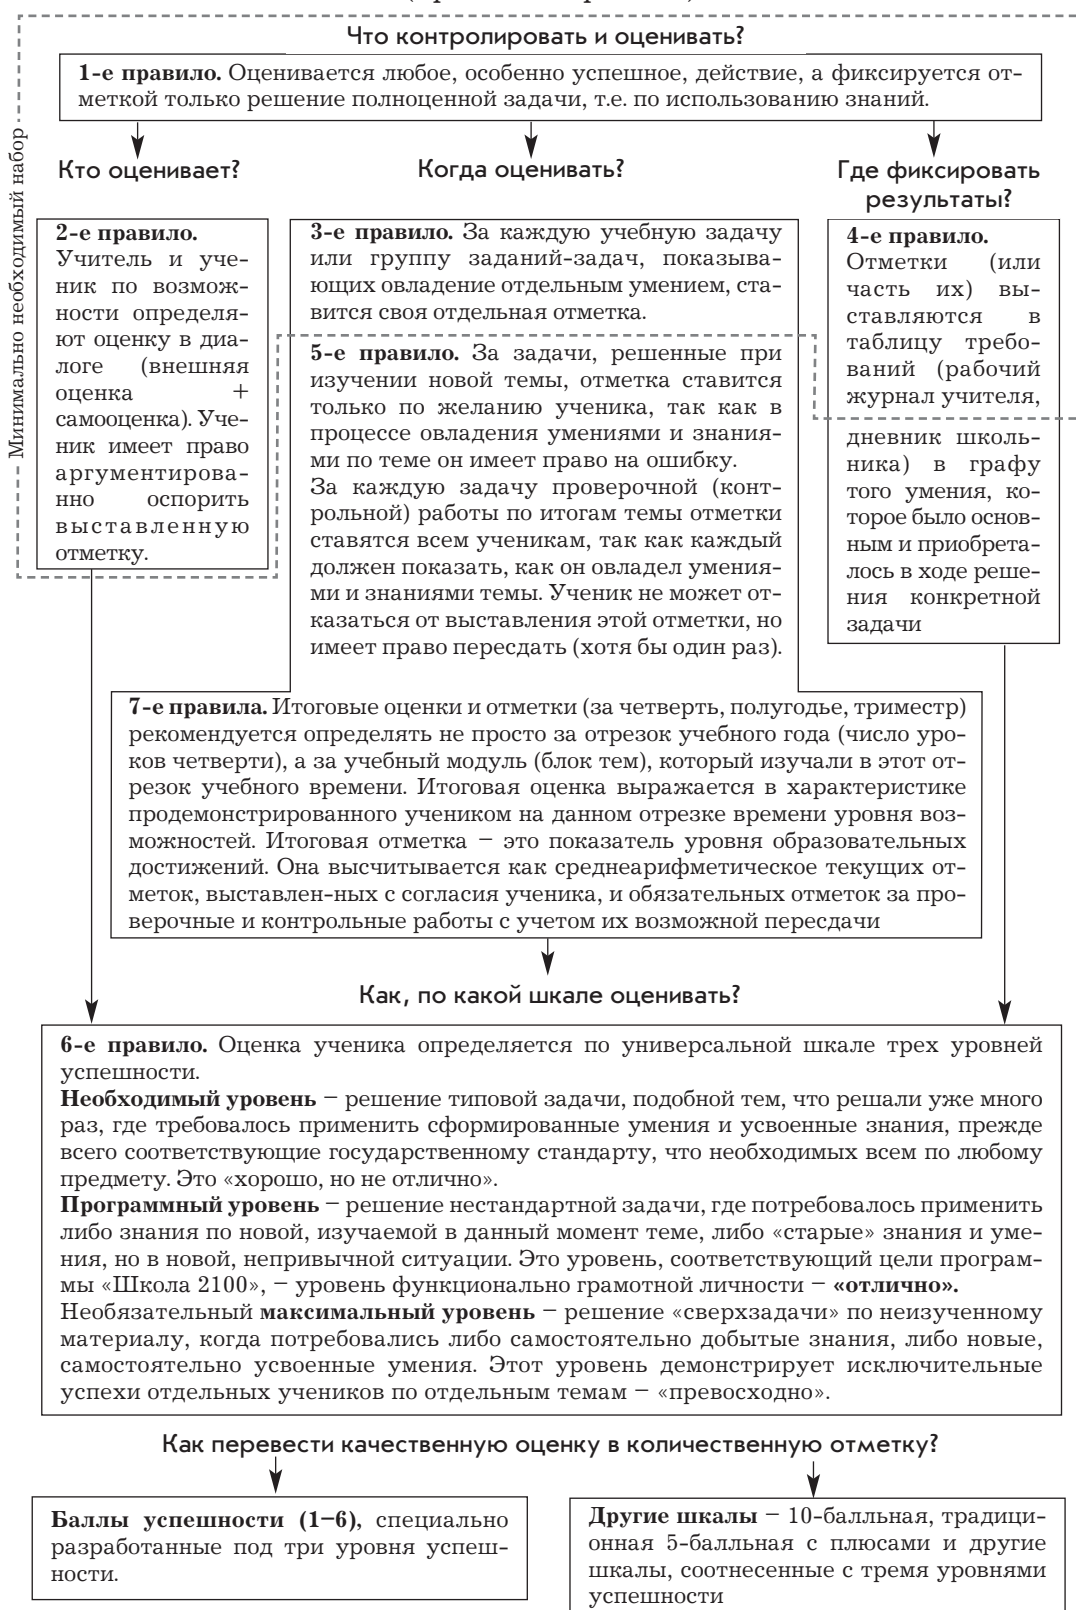 Что контролировать и оценивать?
1-е правило. Оценивается любое, особенно успешное, действие, а фиксируется от-
меткой только решение полноценной задачи, т.е. по использованию знаний.
Минимально необходимый набор
Кто оценивает?
Когда оценивать?
Где фиксировать
результаты?
2-е правило.
Учитель и уче-
ник по возмож-
ности определя-
ют оценку в диа-
логе (внешняя
оценка +
самооценка). Уче-
ник имеет право
аргументирова-
нно оспорить
выставленную
отметку.
3-е правило. За каждую учебную задачу
или группу заданий-задач, показыва-
ющих овладение отдельным умением, ста-
вится своя отдельная отметка.
5-е правило. За задачи, решенные при
изучении новой темы, отметка ставится
только по желанию ученика, так как в
процессе овладения умениями и знани-
ями по теме он имеет право на ошибку.
За каждую задачу проверочной (конт-
рольной) работы по итогам темы отметки
ставятся всем ученикам, так как каждый
должен показать, как он овладел умени-
ями и знаниями темы. Ученик не может от-
казаться от выставления этой отметки, но
имеет право пересдать (хотя бы один раз).
4-е правило.
Отметки (или
часть их) вы-
ставляются в
таблицу требо-
ваний (рабочий
журнал учителя,
дневник школь-
ника) в графу
того умения, ко-
торое было основ-
ным и приобрета-
лось в ходе реше-
ния конкретной
задачи
7-е правила. Итоговые оценки и отметки (за четверть, полугодье, триместр)
рекомендуется определять не просто за отрезок учебного года (число уро-
ков четверти), а за учебный модуль (блок тем), который изучали в этот от-
резок учебного времени. Итоговая оценка выражается в характеристике
продемонстрированного учеником на данном отрезке времени уровня воз-
можностей. Итоговая отметка – это показатель уровня образовательных
достижений. Она высчитывается как среднеарифметическое текущих от-
меток, выставлен-ных с согласия ученика, и обязательных отметок за про-
верочные и контрольные работы с учетом их возможной пересдачи
Как, по какой шкале оценивать?
6-е правило. Оценка ученика определяется по универсальной шкале трех уровней
успешности.
Необходимый уровень – решение типовой задачи, подобной тем, что решали уже много
раз, где требовалось применить сформированные умения и усвоенные знания, прежде
всего соответствующие государственному стандарту, что необходимых всем по любому
предмету. Это «хорошо, но не отлично».
Программный уровень – решение нестандартной задачи, где потребовалось применить
либо знания по новой, изучаемой в данный момент теме, либо «старые» знания и уме-
ния, но в новой, непривычной ситуации. Это уровень, соответствующий цели програм-
мы «Школа 2100», – уровень функционально грамотной личности – «отлично».
Необязательный максимальный уровень – решение «сверхзадачи» по неизученному
материалу, когда потребовались либо самостоятельно добытые знания, либо новые,
самостоятельно усвоенные умения. Этот уровень демонстрирует исключительные
успехи отдельных учеников по отдельным темам – «превосходно».
Как перевести качественную оценку в количественную отметку?
Баллы успешности (1–6), специально
разработанные под три уровня успеш-
ности.
Другие шкалы – 10-балльная, традици-
онная 5-балльная с плюсами и другие
шкалы, соотнесенные с тремя уровнями
успешности